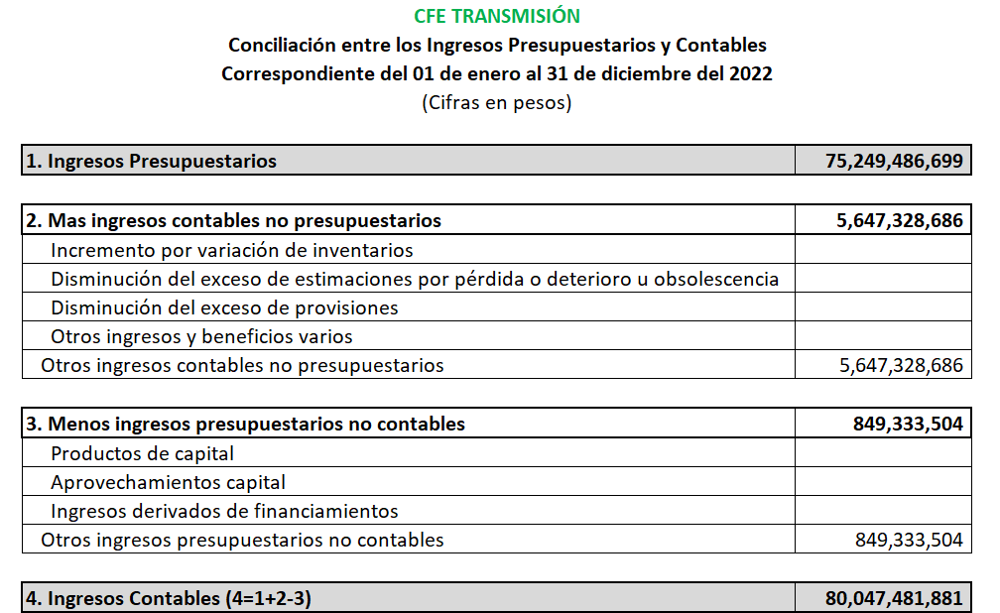 CFE TRANSMISIÓN
Conciliación entre los Ingresos Presupuestarios y Contables
Correspondiente del 01 de enero al 31 de diciembre del 2022
(Cifras en pesos)
1. Ingresos Presupuestarios 75,249,486,699
2. Mas ingresos contables no presupuestarios 5,647,328,686
Incremento por variación de inventarios
Disminución del exceso de estimaciones por pérdida o deterioro u obsolescencia
Disminución del exceso de provisiones
Otros ingresos y beneficios varios
Otros ingresos contables no presupuestarios 5,647,328,686
3. Menos ingresos presupuestarios no contables 849,333,504
Productos de capital
Aprovechamientos capital
Ingresos derivados de financiamientos
Otros ingresos presupuestarios no contables 849,333,504
4. Ingresos Contables (4=1+2-3) 80,047,481,881